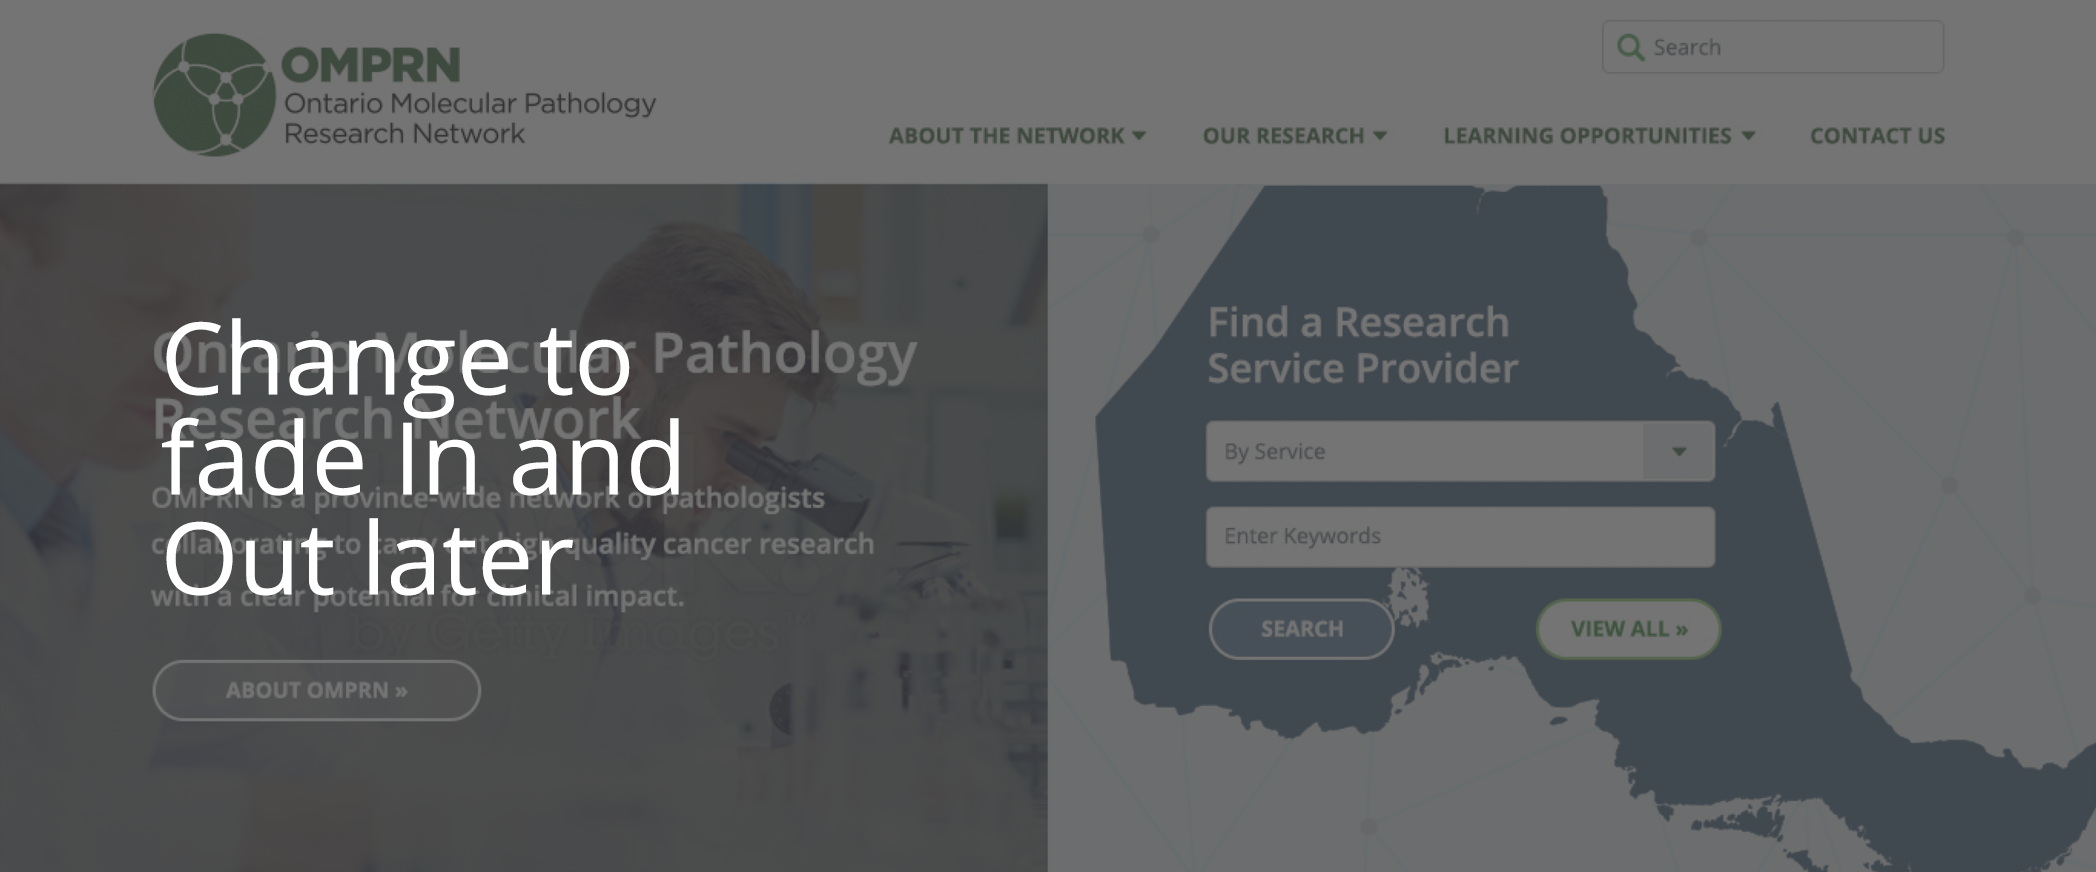 OMPRN
Ontario Molecular Pathology
Research Network
Search
ABOUT THE NETWORK
OUR RESEARCH
LEARNING OPPORTUNITIES
CONTACT US
Change to
fade In and
Out later
Ontario Molecular Pathology
Research Network
OMPRN is a province-wide network of pathologists
collaborating to carry out high quality cancer research
with a clear potential for clinical impact.
by Getty Images™
ABOUT OMPRN »
Find a Research
Service Provider
By Service
Enter Keywords
SEARCH
VIEW ALL »